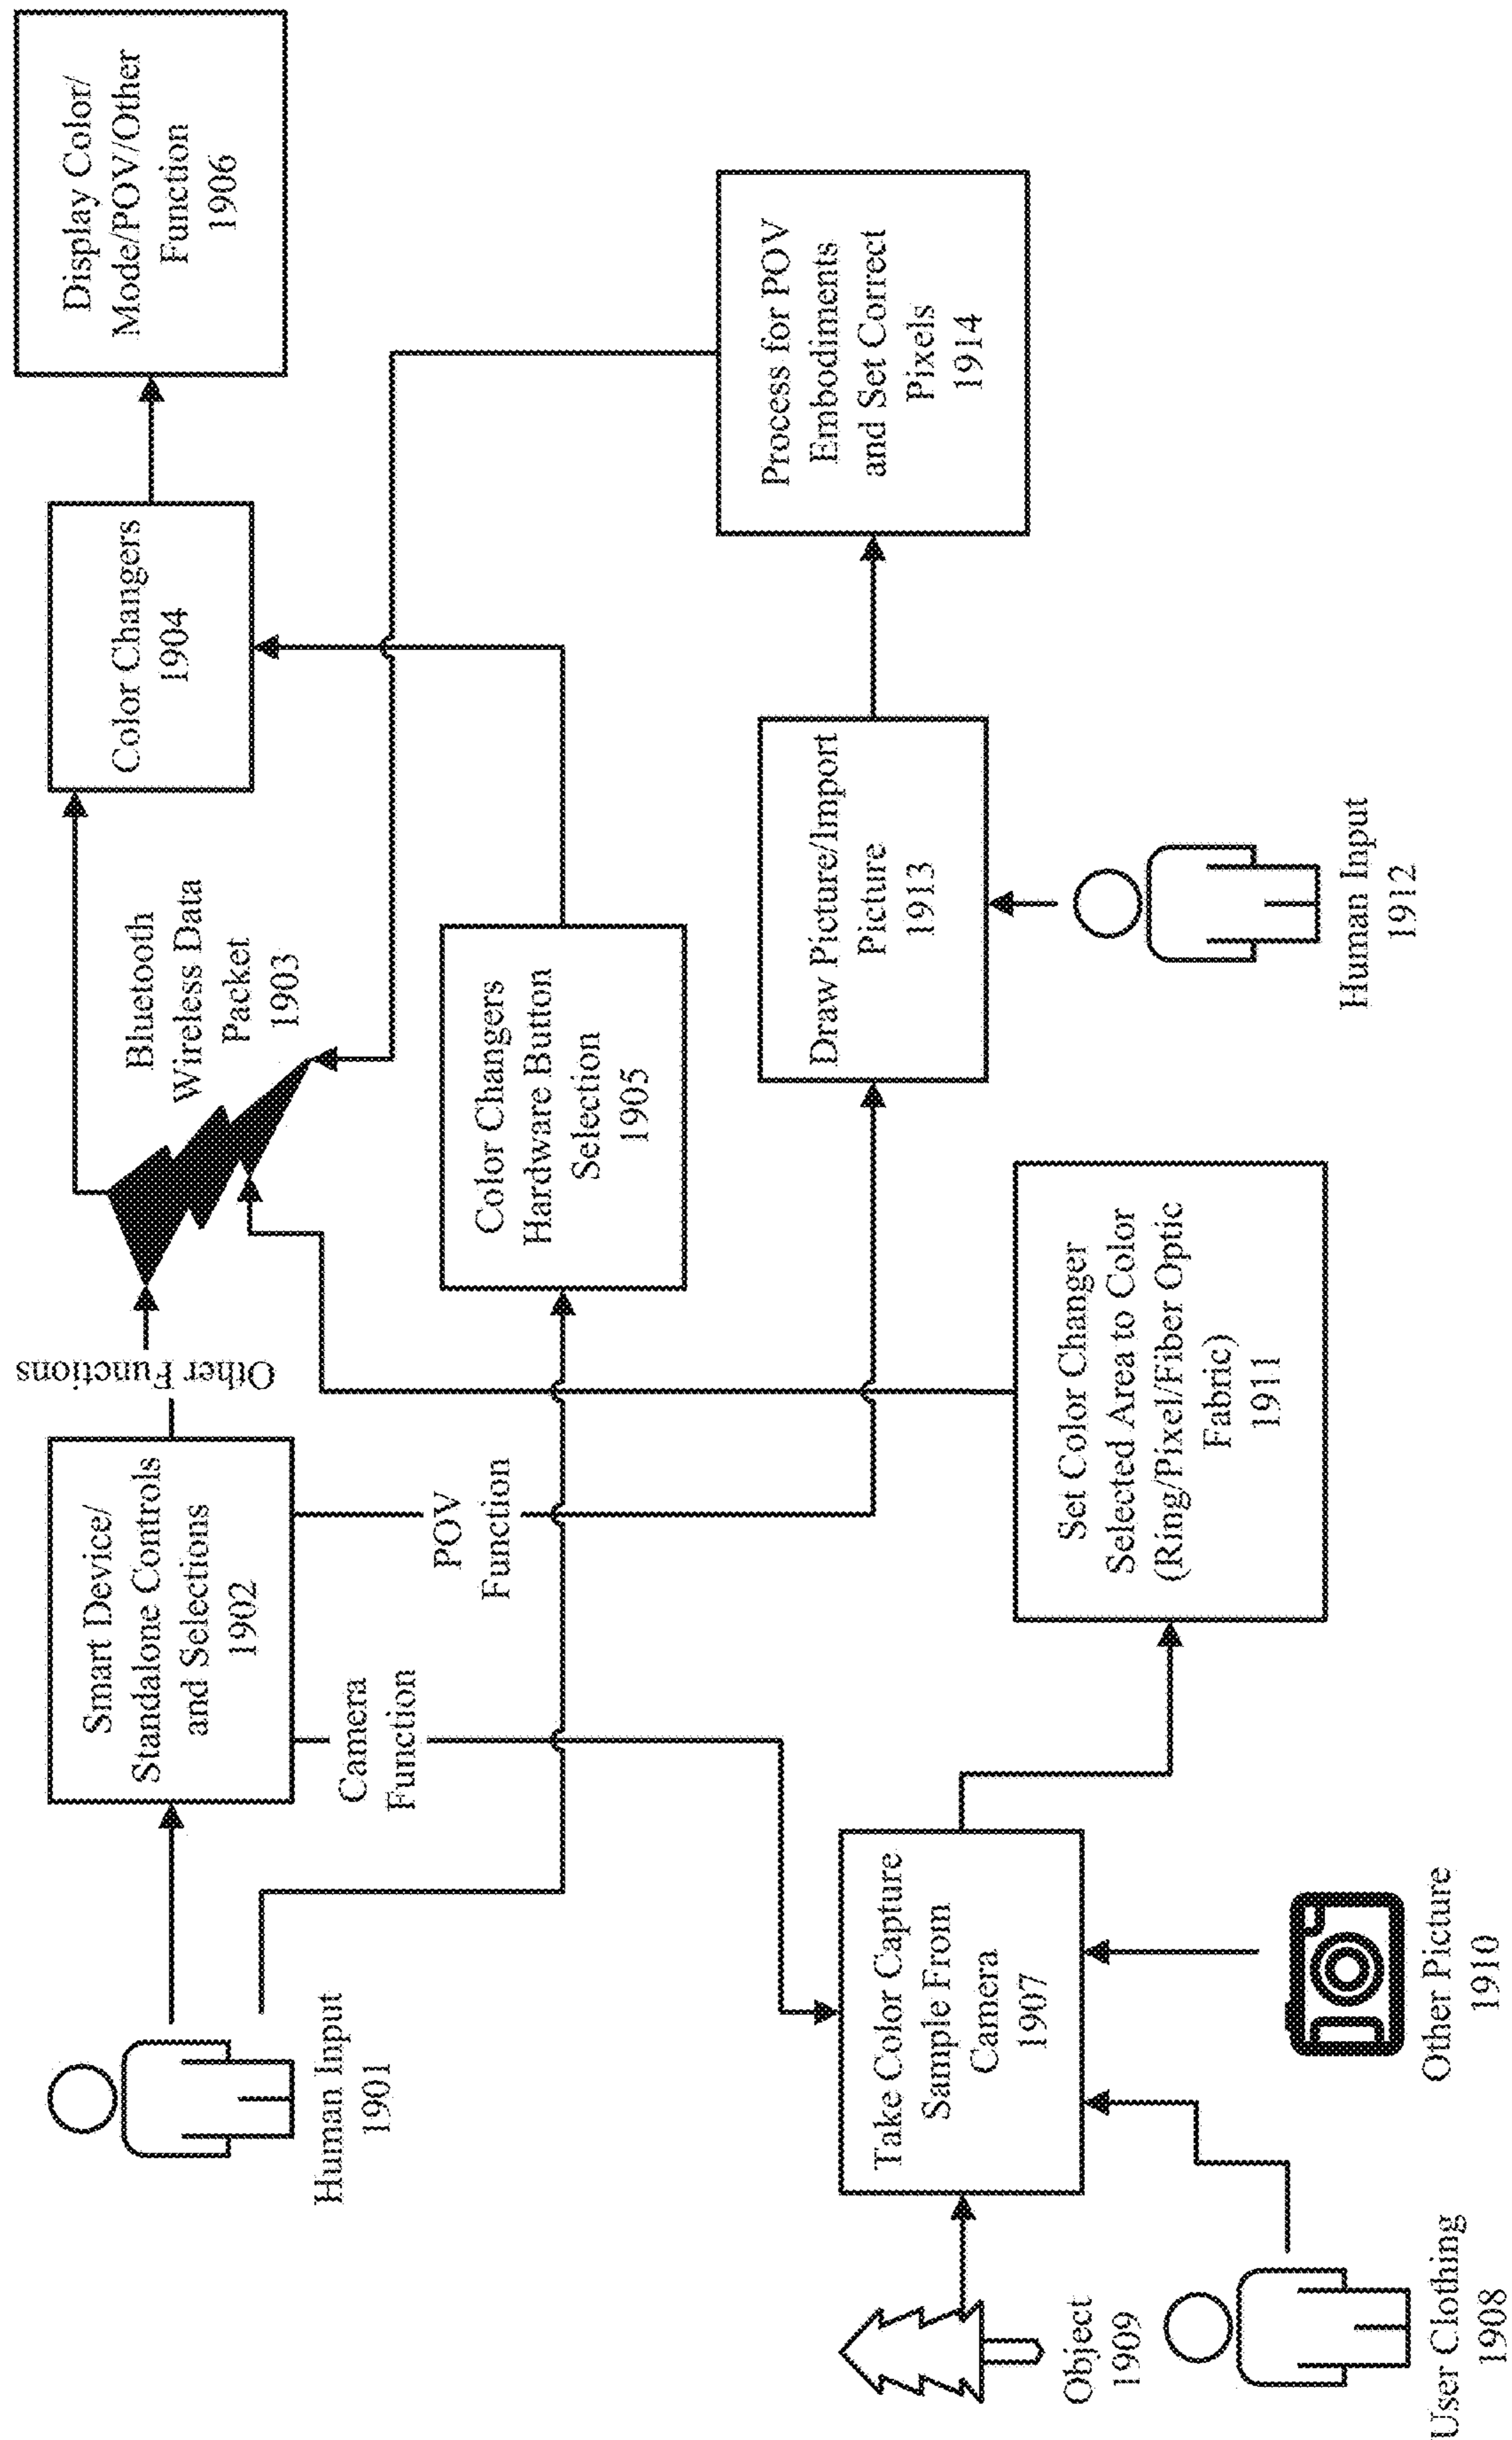 Human Input
1901
Smart Device/
Standalone Controls
and Selections
1902
Other Functions
Bluetooth
Wireless Data
Packet
1903
Color Changers
1904
Display Color/
Mode/POV/Other
Function
1906
Camera
Function
POV
Function
Color Changers
Hardware Button
Selection
1905
Object
1909
User Clothing
1908
Take Color Capture
Sample From
Camera
1907
Other Picture
1910
Set Color Changer
Selected Area to Color
(Ring/Pixel/Fiber Optic
Fabric)
1911
Draw Picture/Import
Picture
1913
Human Input
1912
Process for POV
Embodiments
and Set Correct
Pixels
1914